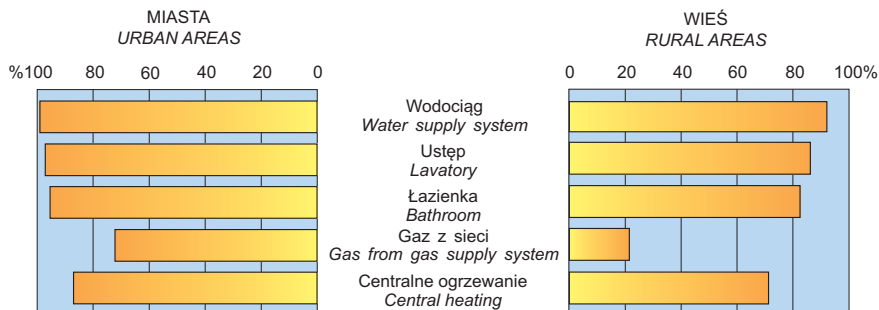 MIASTA
URBAN AREAS
WIEŚ
RURAL AREAS
%100 80 60 40 20 0
0 20 40 60 80 100%
Wodociąg
Water supply system
Ustęp
Lavatory
Łazienka
Bathroom
Gaz z sieci
Gas from gas supply system
Centralne ogrzewanie
Central heating